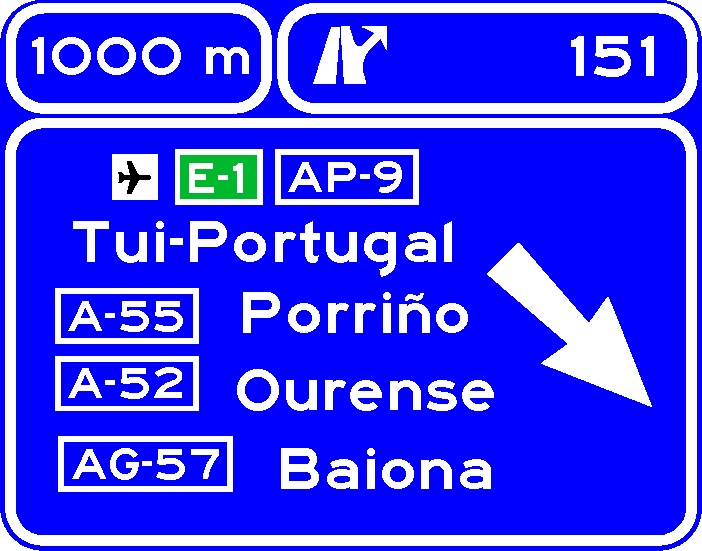 1000 m 151
E-1 AP-9
Tui-Portugal
A-55 Porriño
A-52 Ourense
AG-57 Baiona